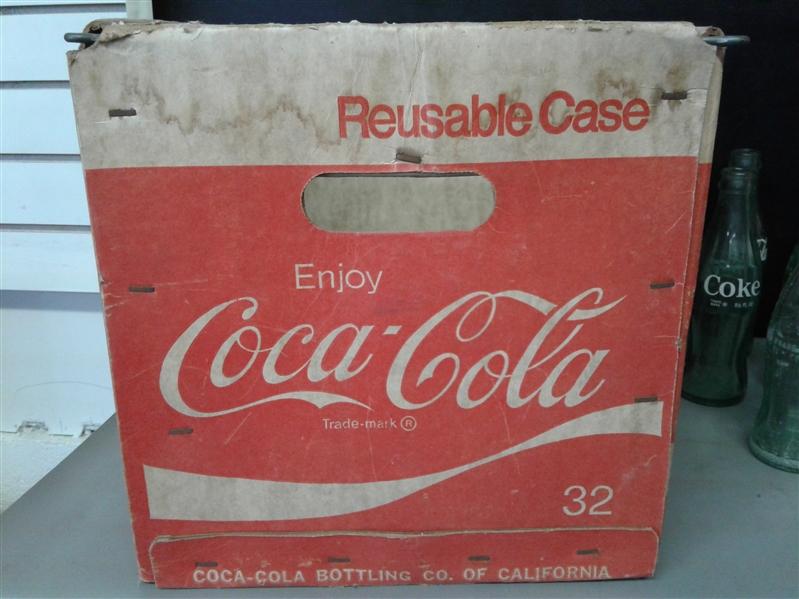 Reusable Case
Enjoy
Coca-Cola
Trade-mark ®
32
COCA-COLA BOTTLING CO. OF CALIFORNIA
Coke